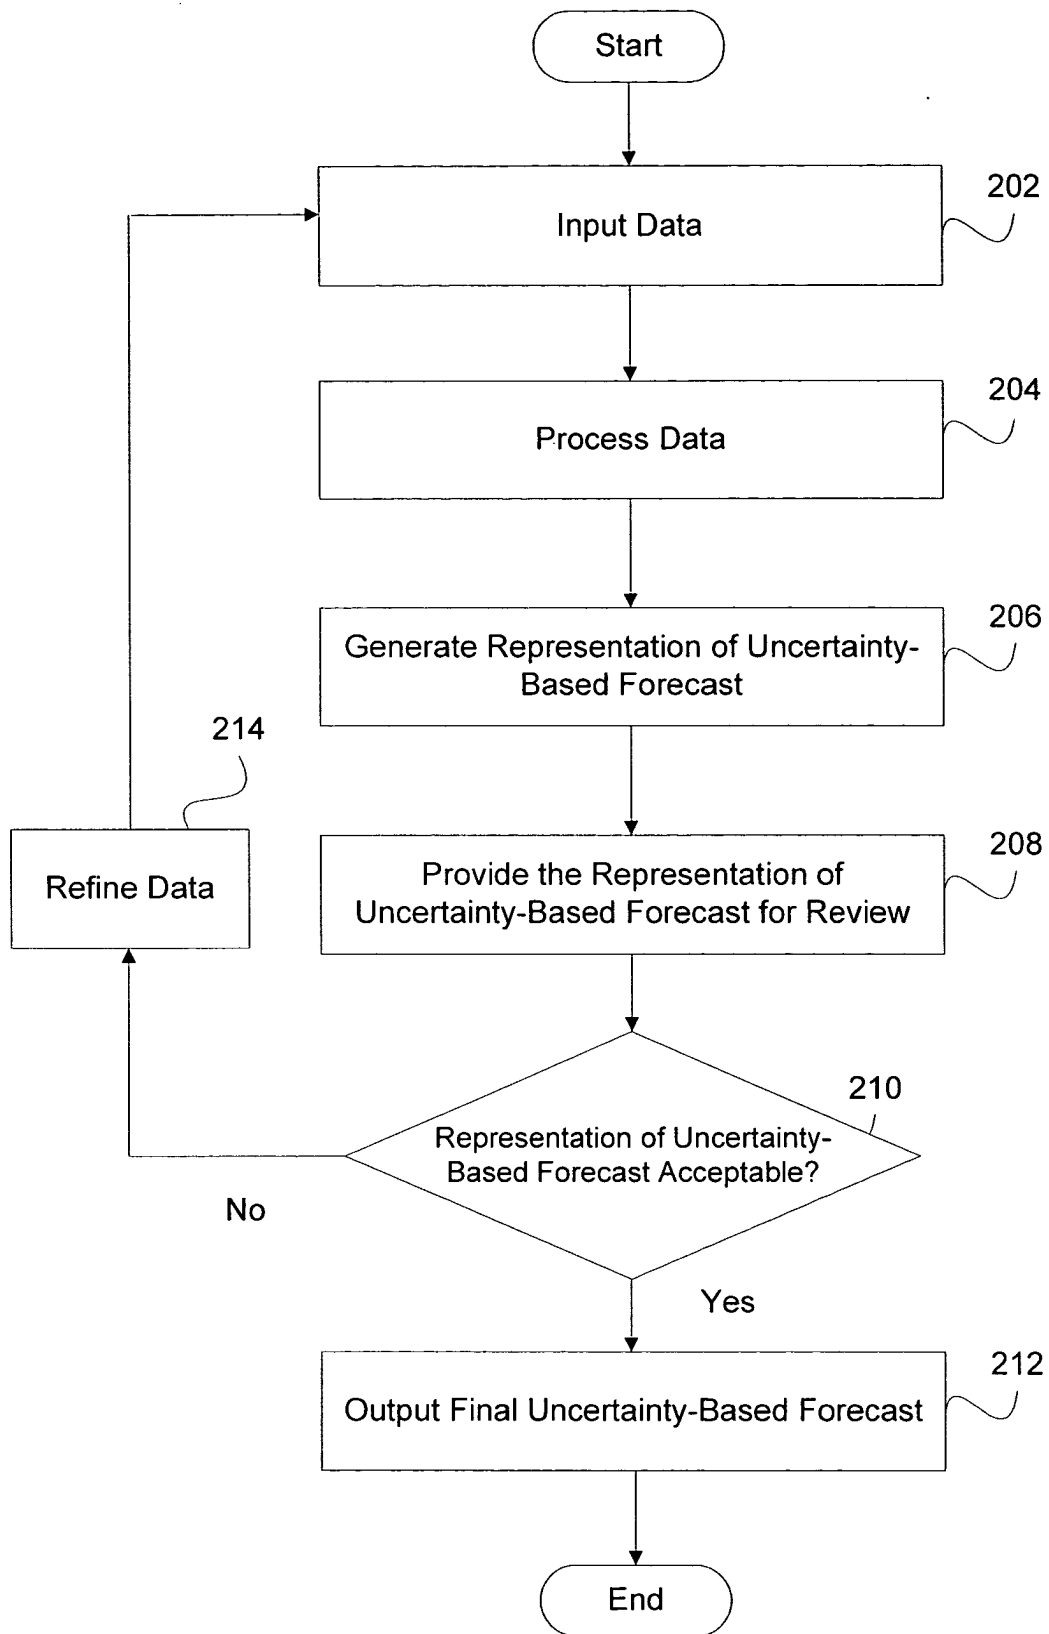 Start
202
Input Data
204
Process Data
206
Generate Representation of Uncertainty-
Based Forecast
214
208
Refine Data
Provide the Representation of
Uncertainty-Based Forecast for Review
210
Representation of Uncertainty-
Based Forecast Acceptable?
No
Yes
212
Output Final Uncertainty-Based Forecast
End